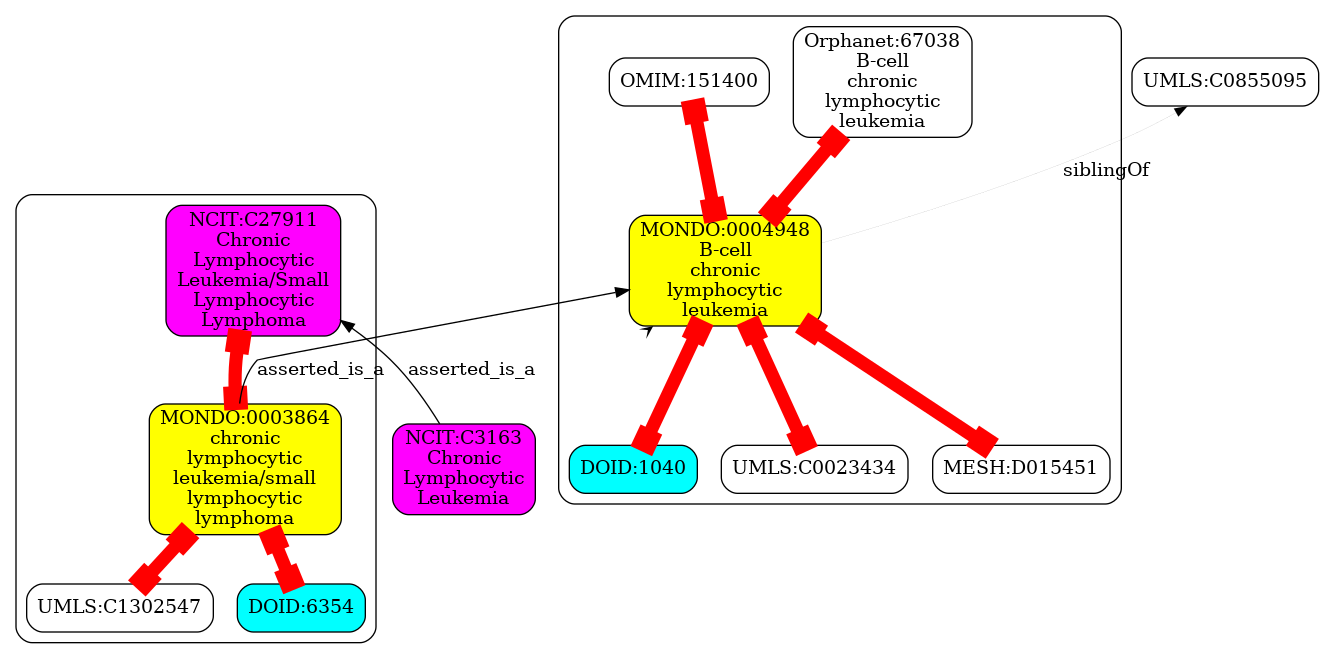 OMIM:151400
Orphanet:67038
B-cell
chronic
lymphocytic
leukemia
UMLS:C0855095
siblingOf
NCIT:C27911
Chronic
Lymphocytic
Leukemia/Small
Lymphocytic
Lymphoma
MONDO:0004948
B-cell
chronic
lymphocytic
leukemia
asserted_is_a
asserted_is_a
MONDO:0003864
chronic
lymphocytic
leukemia/small
lymphocytic
lymphoma
NCIT:C3163
Chronic
Lymphocytic
Leukemia
DOID:1040
UMLS:C0023434
MESH:D015451
UMLS:C1302547
DOID:6354